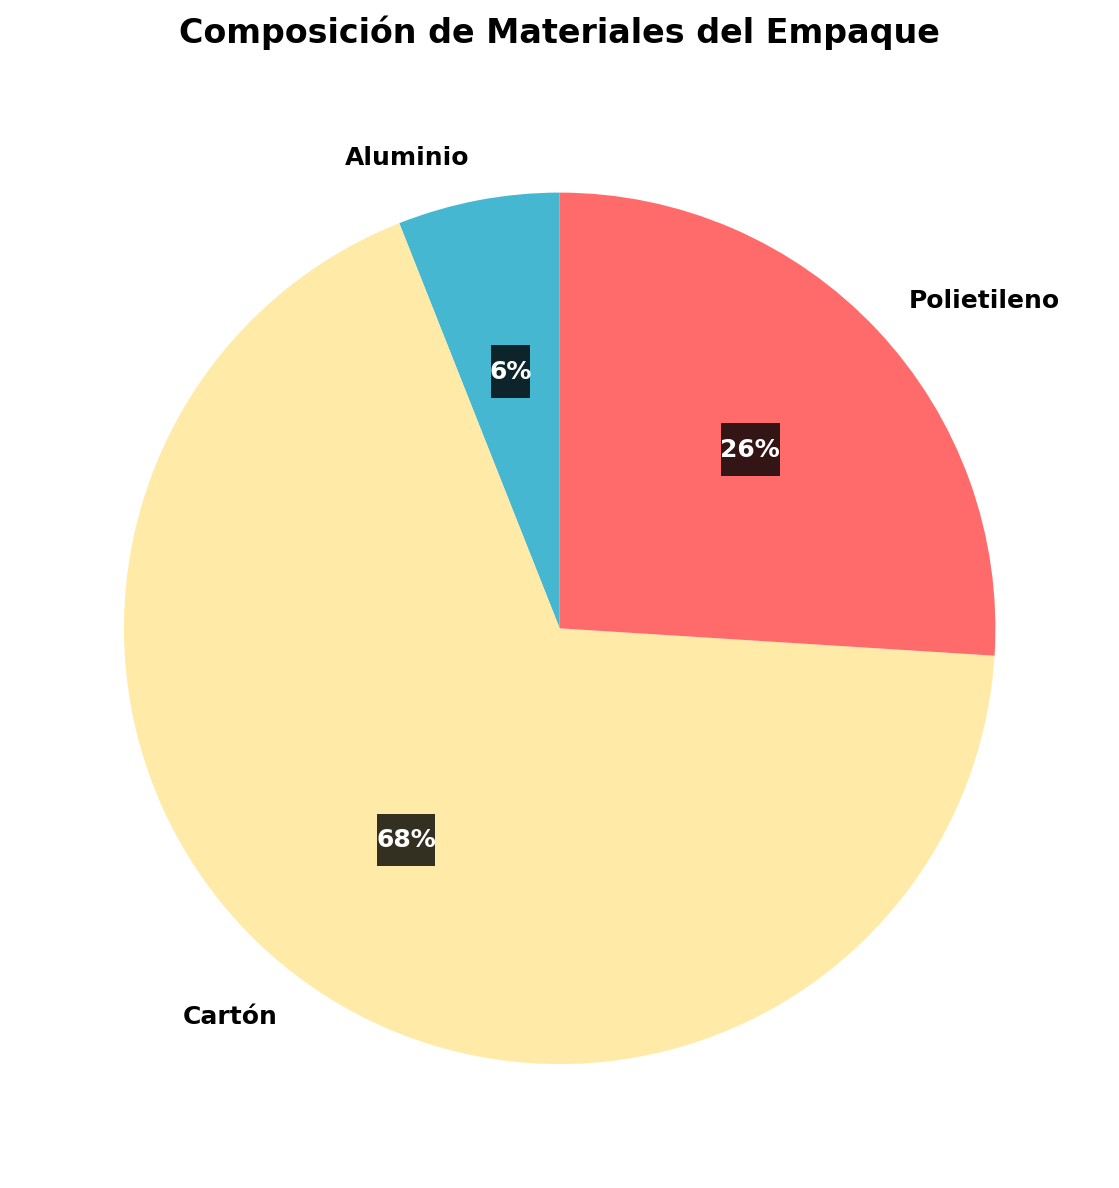 Composición de Materiales del Empaque
Aluminio
Polietileno
6%
26%
68%
Cartón